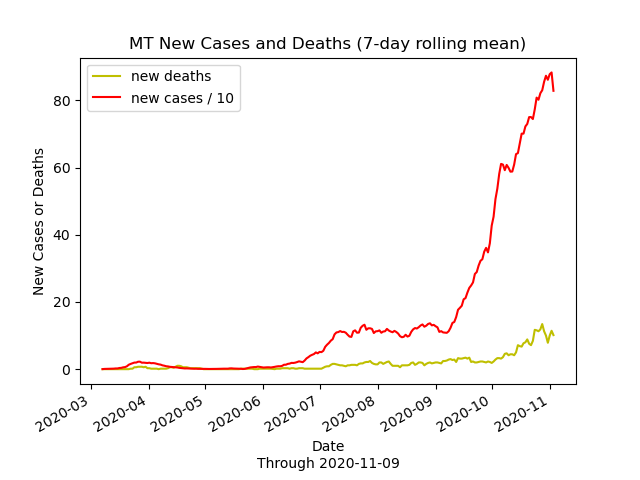 MT New Cases and Deaths (7-day rolling mean)
new deaths
new cases / 10
80
60
40
20
0
New Cases or Deaths
2020-03
2020-04
2020-05
2020-06
2020-07
2020-08
2020-09
2020-10
2020-11
Date
Through 2020-11-09